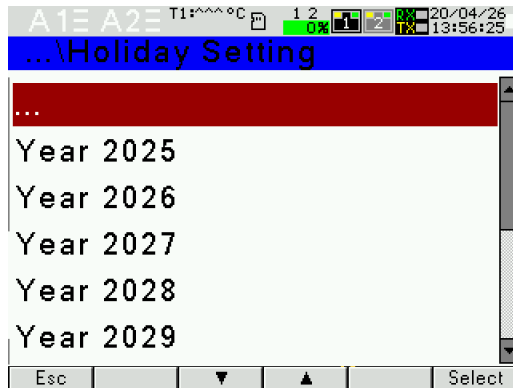 A1 A2 T1:^^^°C 1 2 0% 1 2 RX TX 20/04/26 13:56:25
...\Holiday Setting
...
Year 2025
Year 2026
Year 2027
Year 2028
Year 2029
Esc ▼ ▲ Select